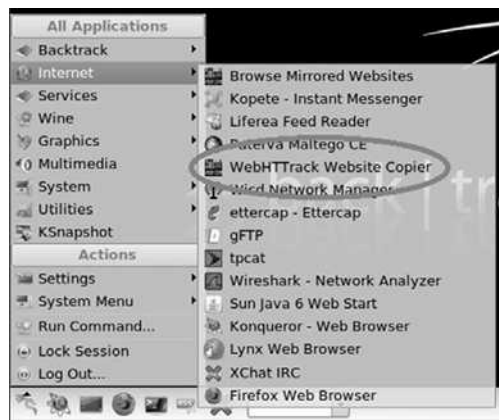 All Applications
Backtrack
Internet
Services
Wine
Graphics
Multimedia
System
Utilities
KSnapshot
Actions
Settings
System Menu
Run Command...
Lock Session
Log Out...
Browse Mirrored Websites
Kopete - Instant Messenger
Liferea Feed Reader
Paterva Maltego CE
WebHTTrack Website Copier
Wicd Network Manager
ettercap - Ettercap
gFTP
tpcat
Wireshark - Network Analyzer
Sun Java 6 Web Start
Konqueror - Web Browser
Lynx Web Browser
XChat IRC
Firefox Web Browser
back | tr